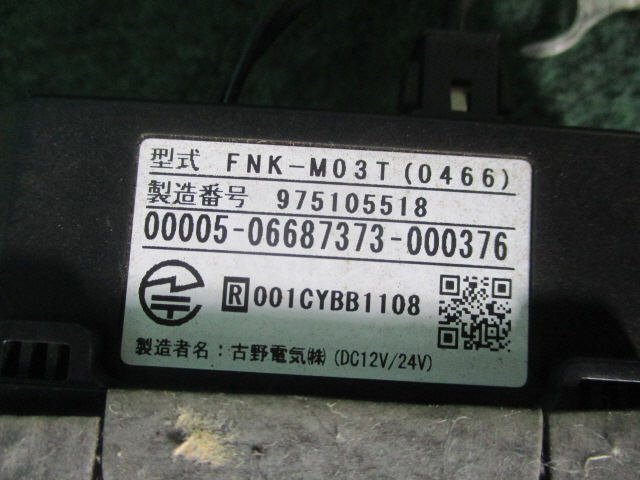 型式 FNK-M03T(0466)
製造番号 975105518
00005-06687373-000376
R 001CYBB1108
製造者名：古野電気㈱ (DC12V/24V)